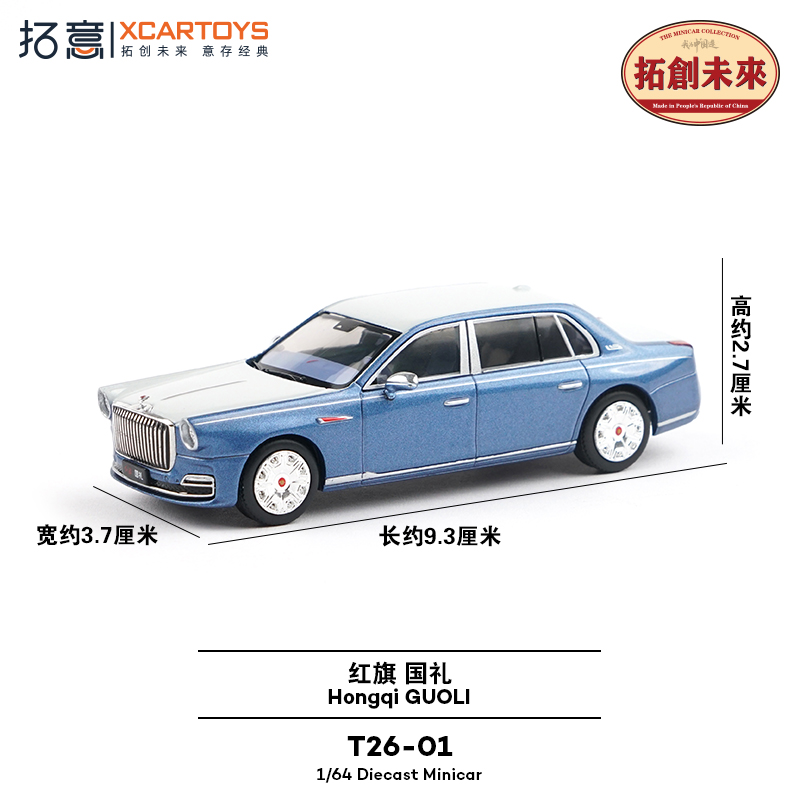 拓意
XCARTOYS
拓创未来 意存经典
THE MINICAR COLLECTION
拓創未來
Made in People's Republic of China
高约2.7厘米
国礼
宽约3.7厘米
长约9.3厘米
红旗 国礼
Hongqi GUOLI
T26-01
1/64 Diecast Minicar